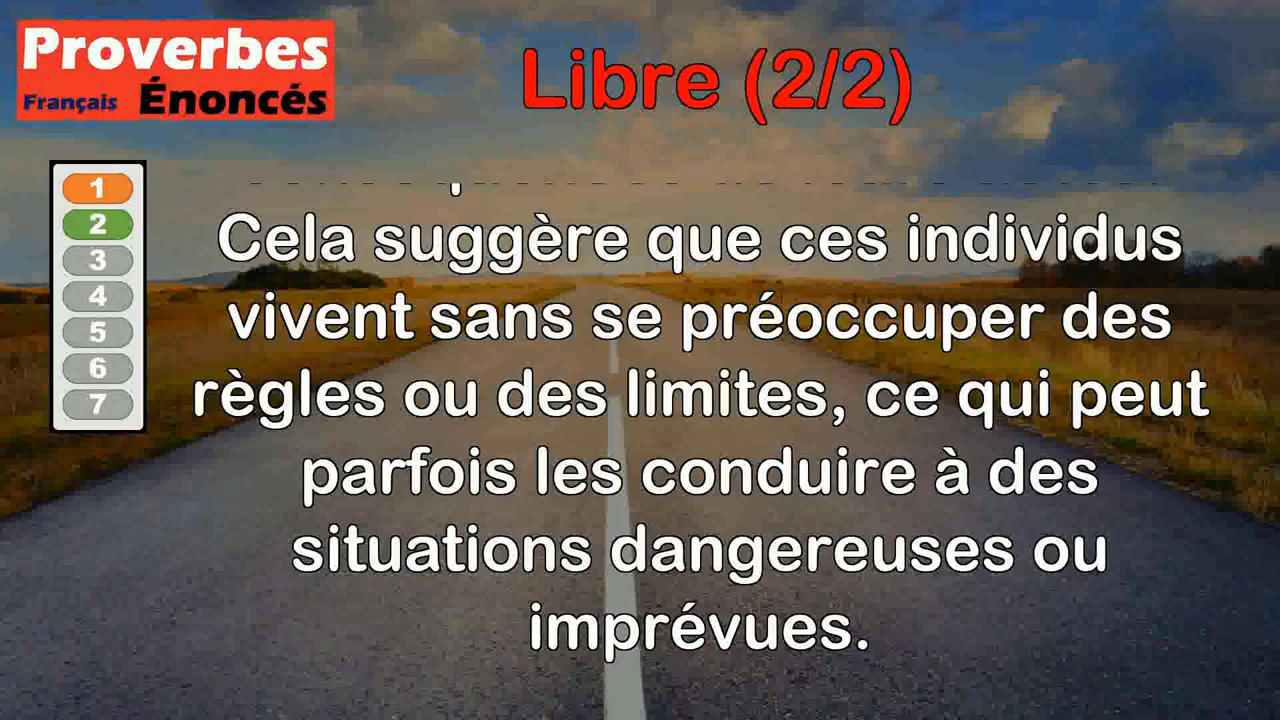 Proverbes
Français Énoncés
Libre (2/2)
1
2
3
4
5
6
7
Cela suggère que ces individus
vivent sans se préoccuper des
règles ou des limites, ce qui peut
parfois les conduire à des
situations dangereuses ou
imprévues.